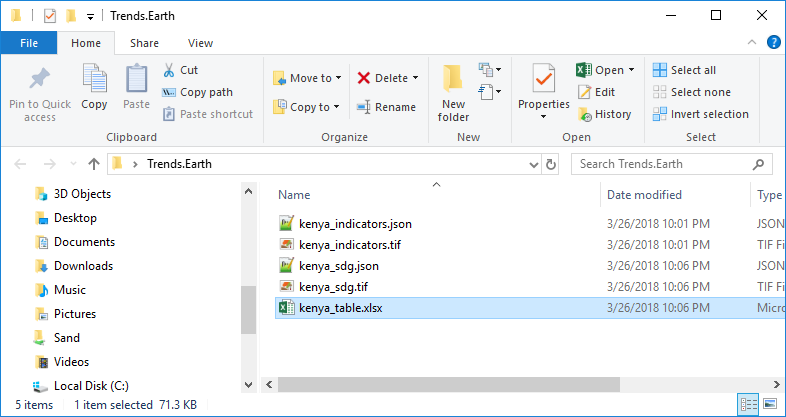 Trends.Earth
File Home Share View
Pin to Quick access
Copy
Paste
Cut
Copy path
Paste shortcut
Clipboard
Move to
Copy to
Delete
Rename
Organize
New folder
New
Properties
Open
Edit
History
Open
Select all
Select none
Invert selection
Select
Trends.Earth
Search Trends.Earth
3D Objects
Desktop
Documents
Downloads
Music
Pictures
Sand
Videos
Local Disk (C:)
Name Date modified Type
kenya_indicators.json 3/26/2018 10:01 PM JSON
kenya_indicators.tif 3/26/2018 10:01 PM TIF Fi
kenya_sdg.json 3/26/2018 10:06 PM JSON
kenya_sdg.tif 3/26/2018 10:06 PM TIF Fi
kenya_table.xlsx 3/26/2018 10:06 PM Micro
5 items 1 item selected 71.3 KB